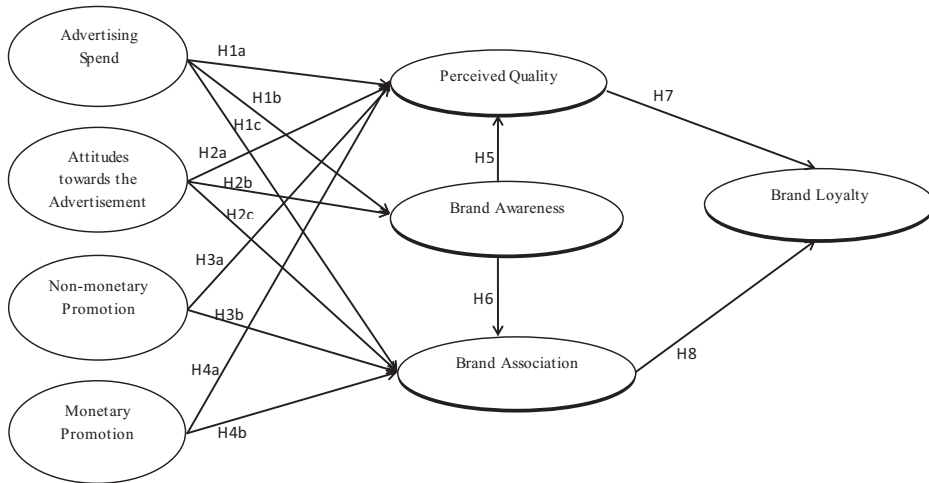 Advertising
Spend
H1a
Perceived Quality
H7
H1b
H1c
Attitudes
towards the
Advertisement
H2a
H5
H2b
Brand Awareness
Brand Loyalty
H2c
H3a
Non-monetary
Promotion
H3b
H6
H4a
Brand Association
H8
Monetary
Promotion
H4b